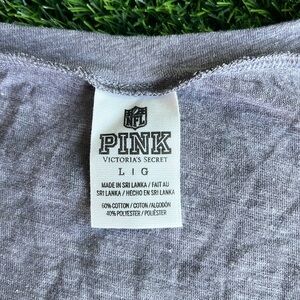 NFL
PINK
VICTORIA'S SECRET
L | G
MADE IN SRI LANKA / FAIT AU
SRI LANKA / HECHO EN SRI LANKA
60% COTTON / COTON /ALGODÓN
40% POLYESTER / POLIÉSTER